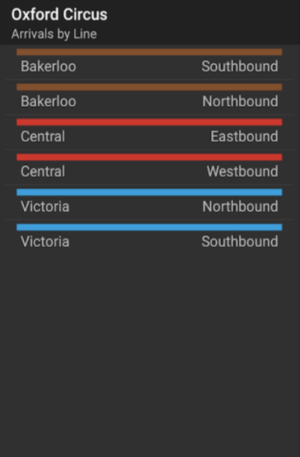 Oxford Circus
Arrivals by Line
Bakerloo Southbound
Bakerloo Northbound
Central Eastbound
Central Westbound
Victoria Northbound
Victoria Southbound